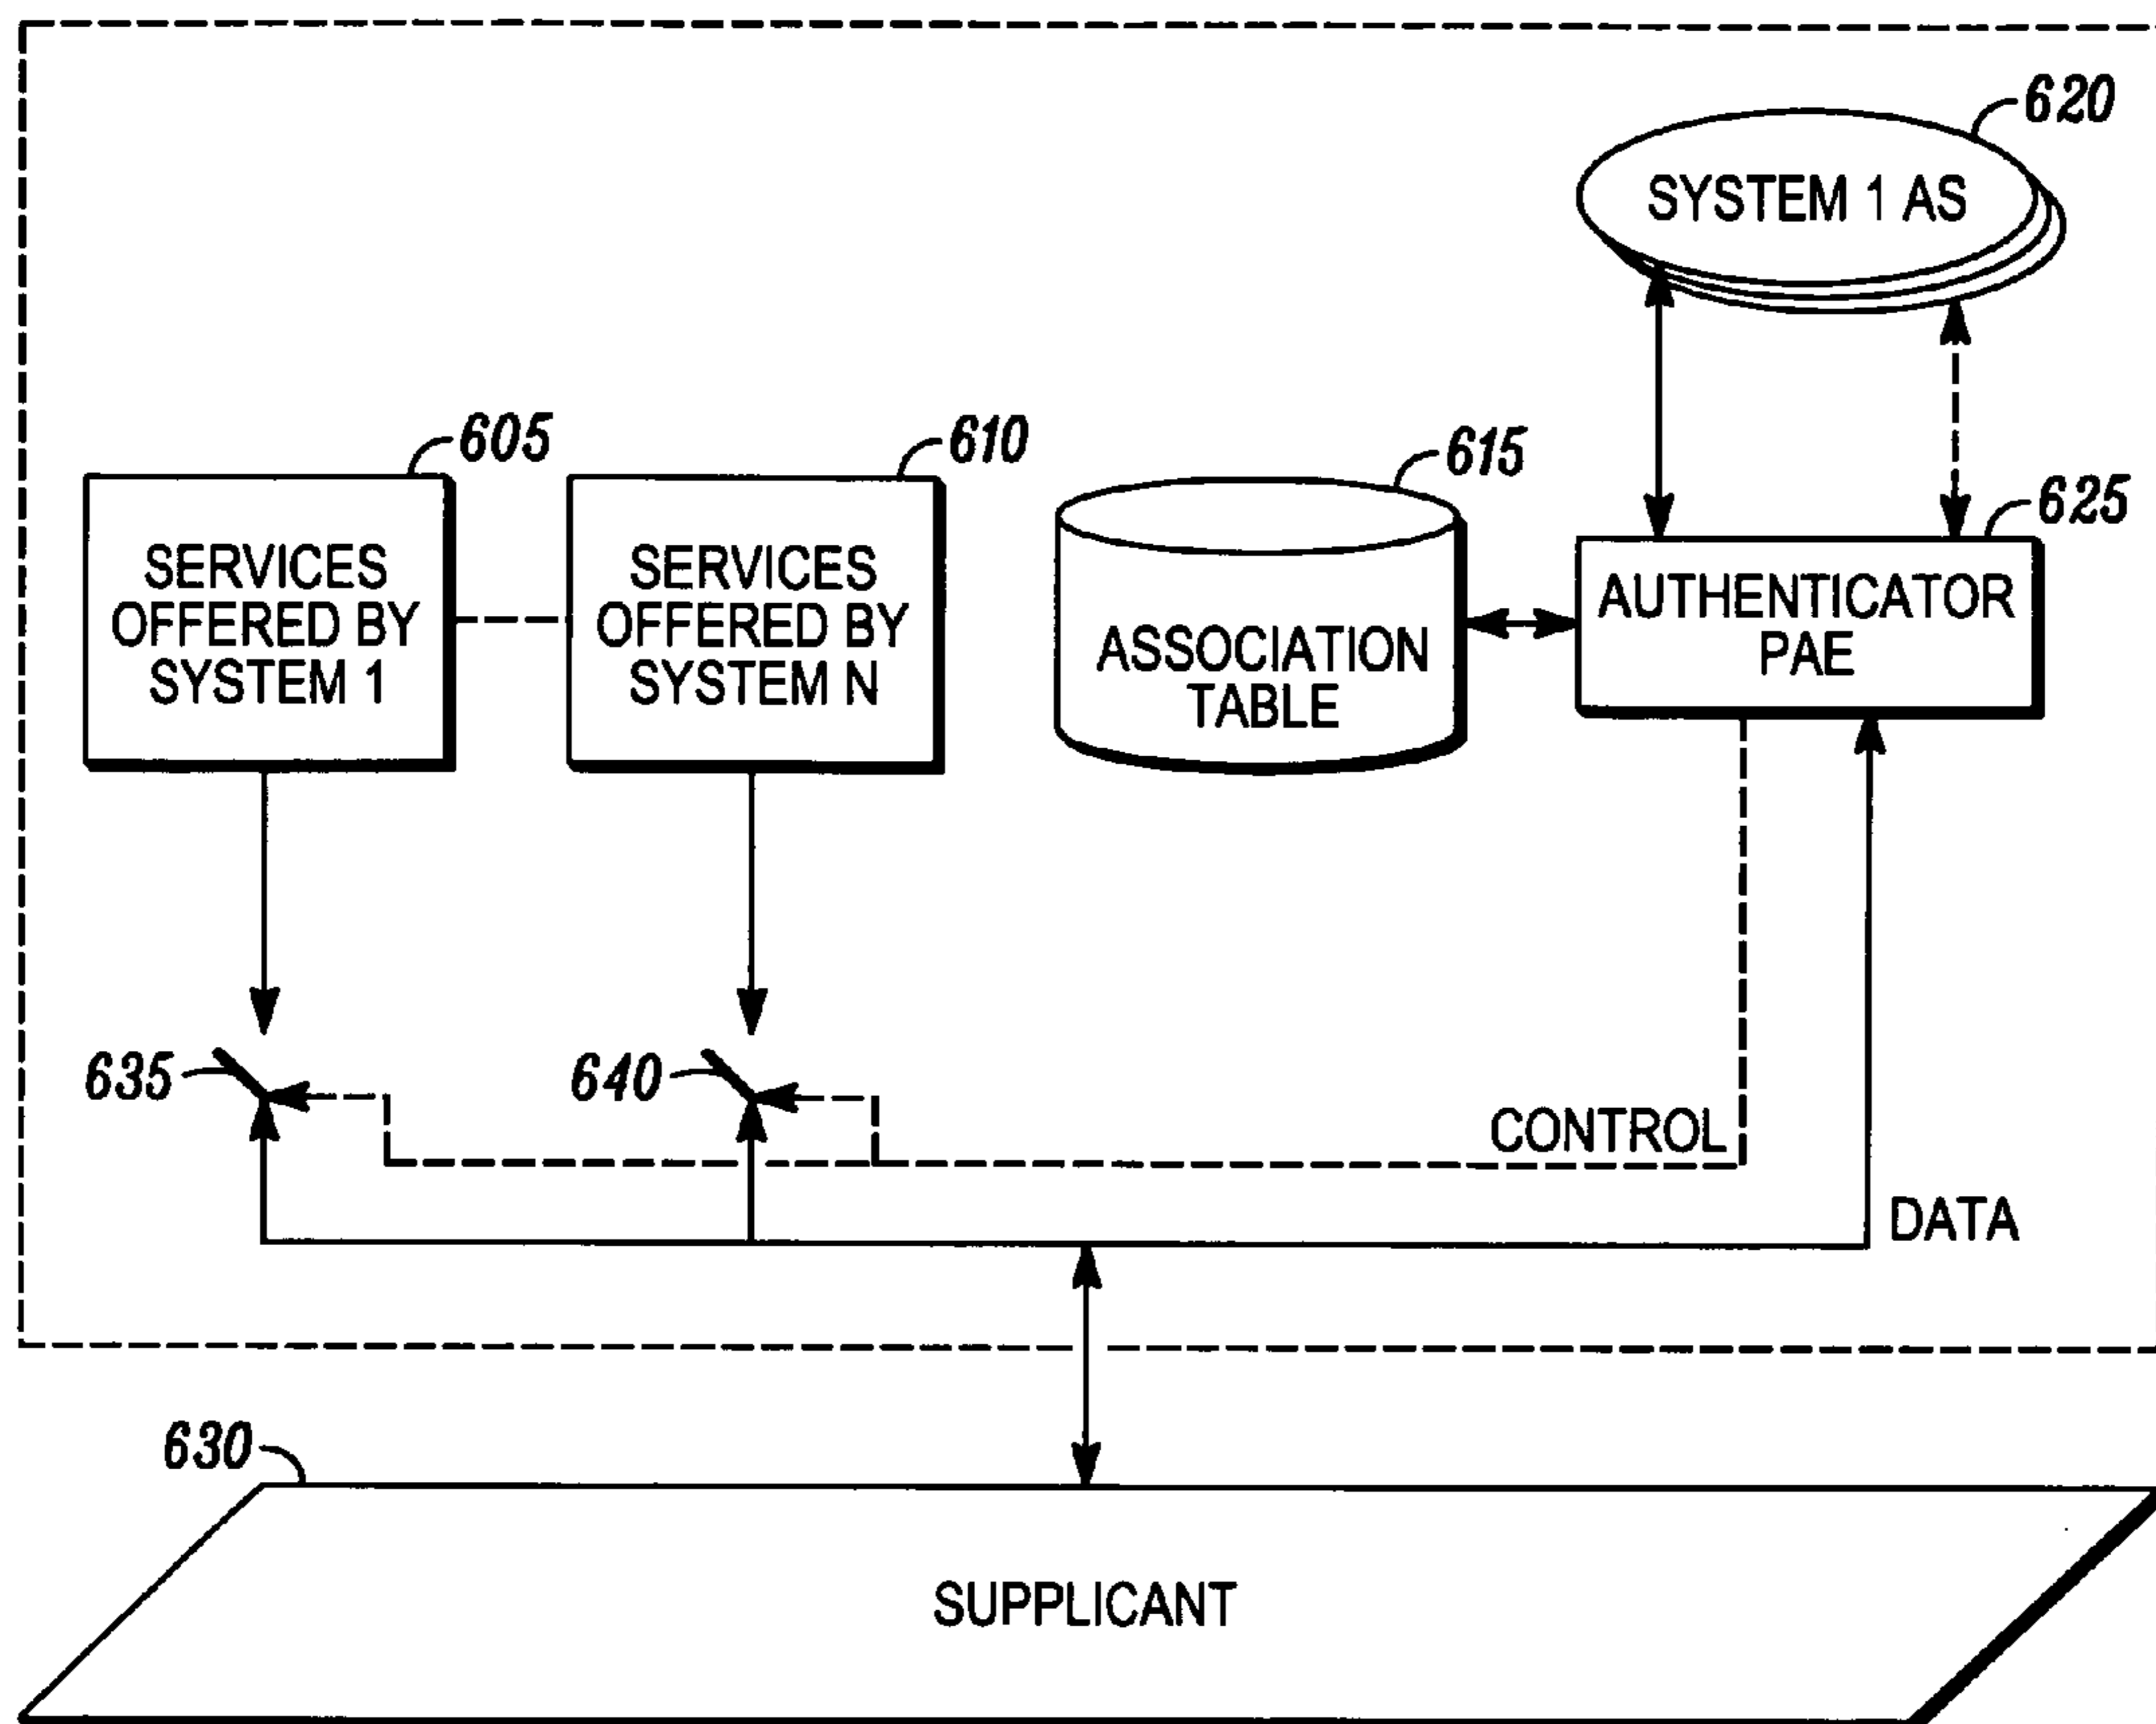 620
SYSTEM 1 AS
605
610
615
625
SERVICES
OFFERED BY
SYSTEM 1
SERVICES
OFFERED BY
SYSTEM N
ASSOCIATION
TABLE
AUTHENTICATOR
PAE
635
640
CONTROL
DATA
630
SUPPLICANT